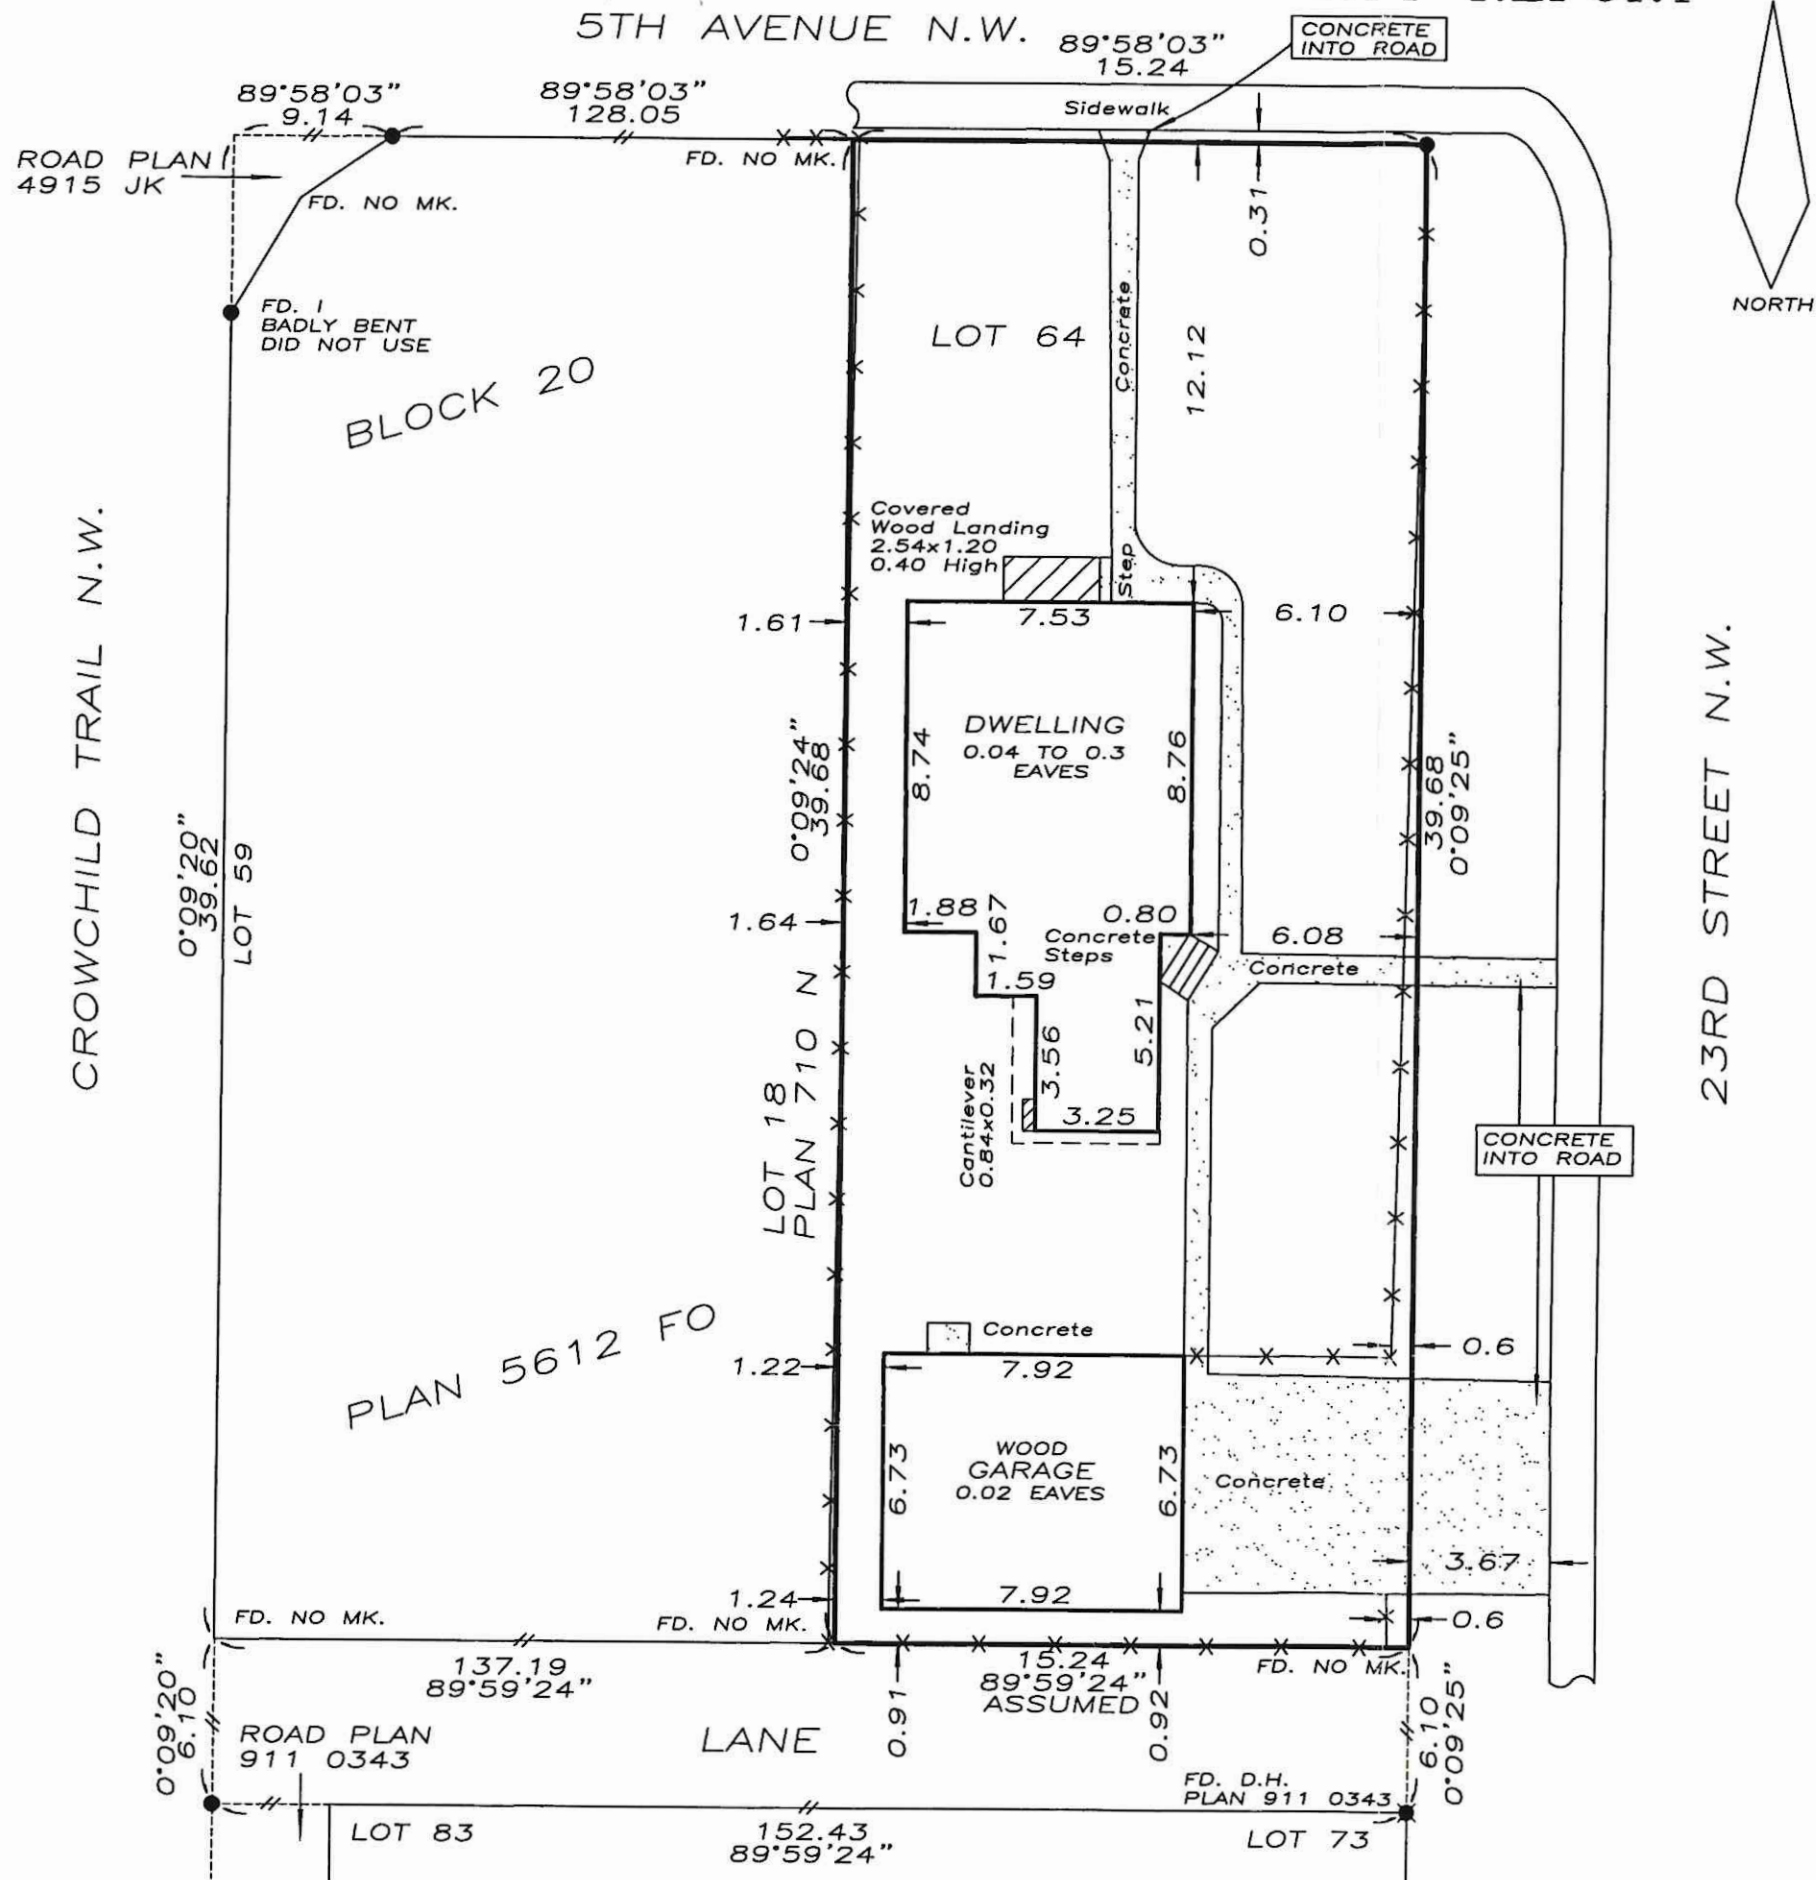 5TH AVENUE N.W.
89°58'03"
15.24
CONCRETE
INTO ROAD
89°58'03"
9.14
89°58'03"
128.05
Sidewalk
ROAD PLAN
4915 JK
FD. NO MK.
FD. NO MK.
0.31
NORTH
FD. I
BADLY BENT
DID NOT USE
LOT 64
Concrete
12.12
BLOCK 20
CROWCHILD TRAIL N.W.
Covered
Wood Landing
2.54x1.20
0.40 High
Step
1.61
7.53
6.10
23RD STREET N.W.
DWELLING
0.04 TO 0.3
EAVES
8.74
8.76
0°09'24"
39.68
39.68
0°09'25"
0°09'20"
39.62
LOT 59
1.64
1.88
1.67
0.80
Concrete
Steps
6.08
Concrete
1.59
3.56
5.21
LOT 18
PLAN 710 N
Cantilever
0.84x0.32
3.25
CONCRETE
INTO ROAD
PLAN 5612 FO
Concrete
1.22
7.92
0.6
WOOD
GARAGE
0.02 EAVES
6.73
6.73
Concrete
3.67
1.24
7.92
0.6
FD. NO MK.
FD. NO MK.
137.19
89°59'24"
15.24
89°59'24"
ASSUMED
FD. NO MK.
0°09'20"
6.10
0.91
0.92
6.10
0°09'25"
ROAD PLAN
911 0343
LANE
FD. D.H.
PLAN 911 0343
LOT 83
152.43
89°59'24"
LOT 73